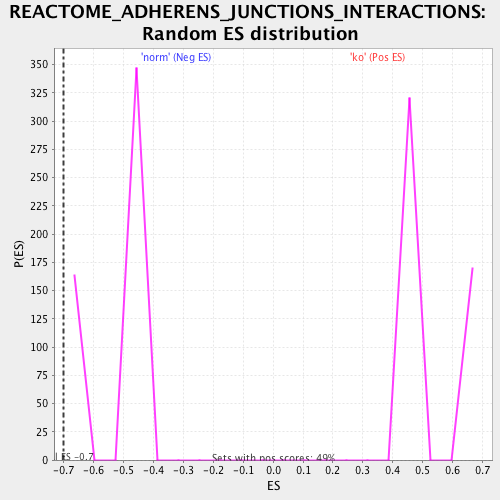 REACTOME_ADHERENS_JUNCTIONS_INTERACTIONS:
Random ES distribution
'norm' (Neg ES) 'ko' (Pos ES)
350
325
300
275
250
225
200
175
150
125
100
75
50
25
0
P(ES)
ES -0.7
Sets with pos scores: 49%
-0.7 -0.6 -0.5 -0.4 -0.3 -0.2 -0.1 0.0 0.1 0.2 0.3 0.4 0.5 0.6 0.7
ES